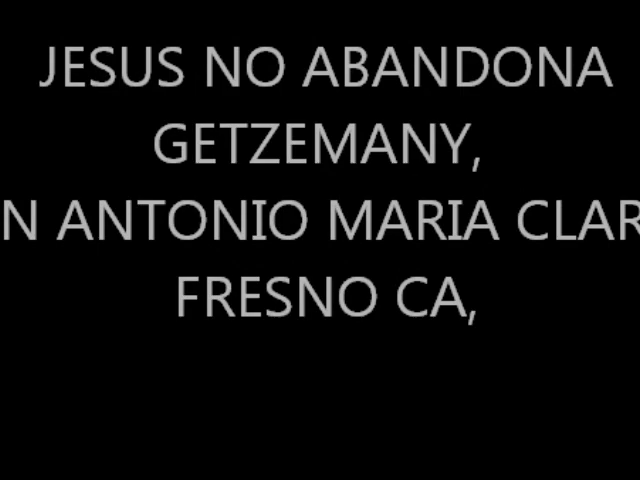 JESUS NO ABANDONA
GETZEMANY,
N ANTONIO MARIA CLAR
FRESNO CA,